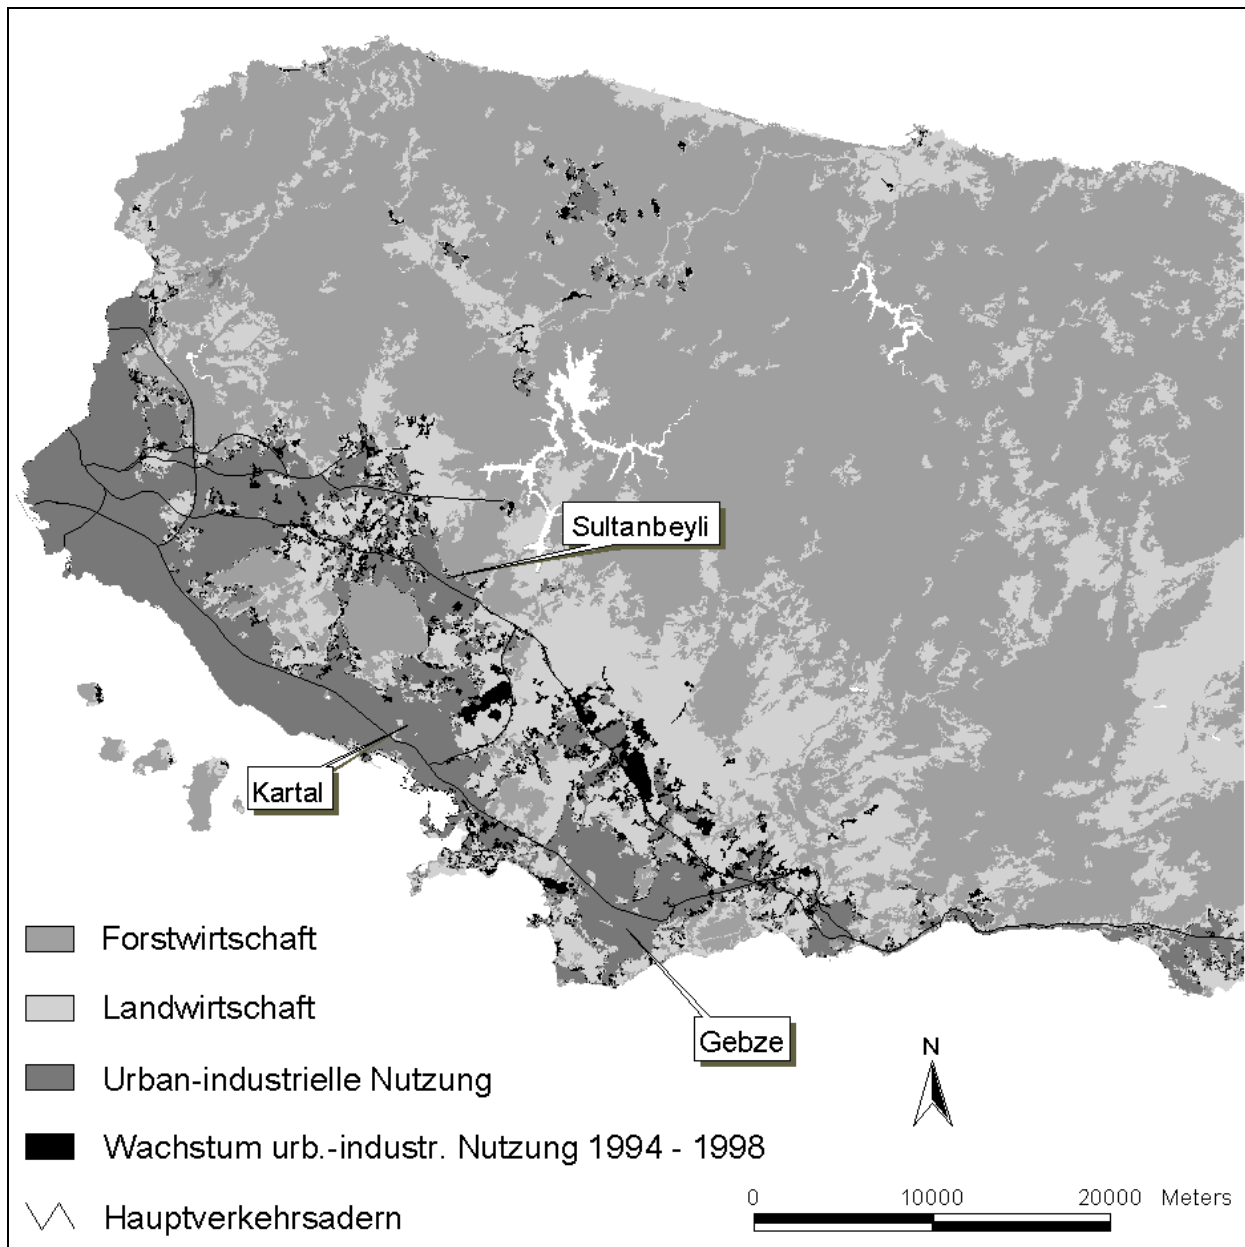 Sultanbeyli
Kartal
Gebze
Forstwirtschaft
Landwirtschaft
Urban-industrielle Nutzung
Wachstum urb.-industr. Nutzung 1994 - 1998
Hauptverkehrsadern
N
0 10000 20000 Meters